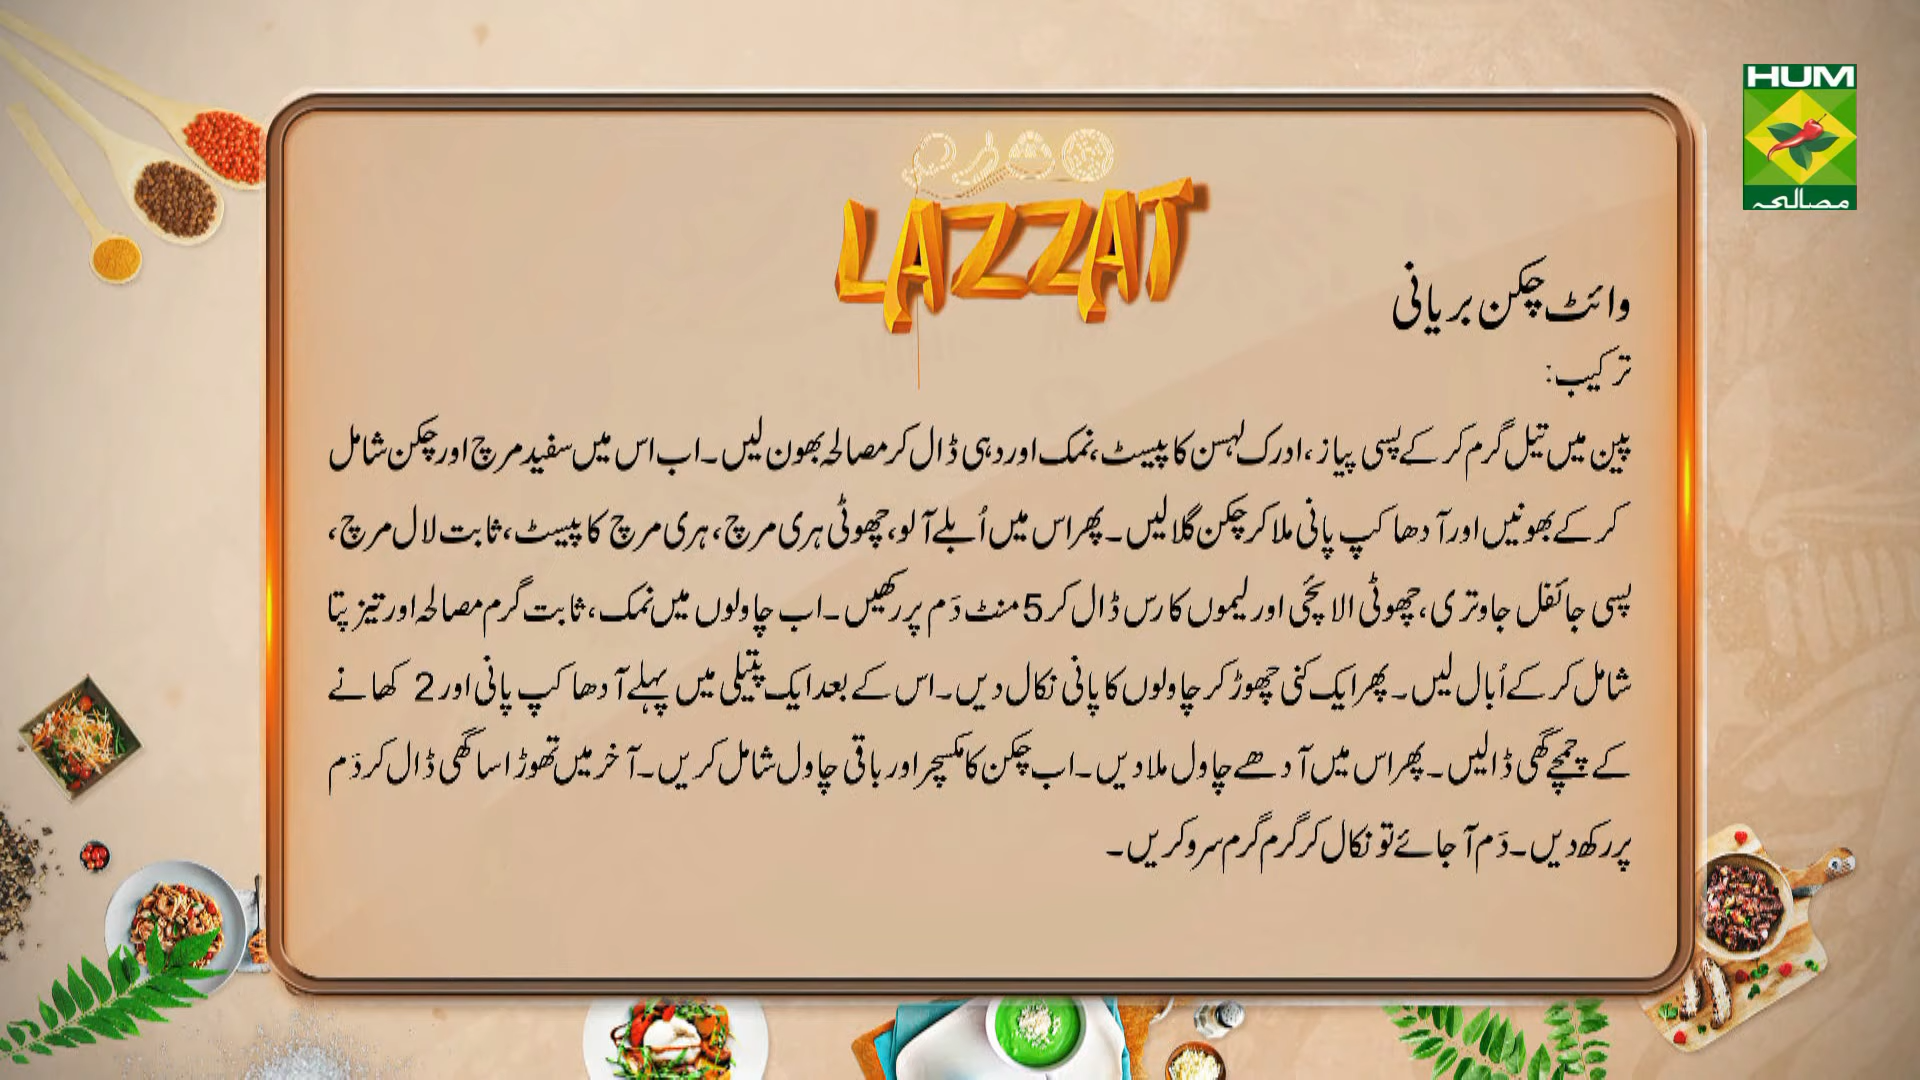 HUM
مصالحہ
LAZZAT
وائٹ چکن بریانی
ترکیب:
پین میں تیل گرم کر کے پسی پیاز، ادرک لہسن کا پیسٹ، نمک اور دہی ڈال کر مصالحہ بھون لیں۔ اب اس میں سفید مرچ اور چکن شامل
کر کے بھونیں اور آدھا کپ پانی ملا کر چکن گلا لیں۔ پھر اس میں اُبلے آلو، چھوٹی ہری مرچ، ہری مرچ کا پیسٹ، ثابت لال مرچ،
پسی جائفل جاوتری، چھوٹی الائچی اور لیموں کا رس ڈال کر 5 منٹ دَم پر رکھیں۔ اب چاولوں میں نمک، ثابت گرم مصالحہ اور تیز پتا
شامل کر کے اُبال لیں۔ پھر ایک کنی چھوڑ کر چاولوں کا پانی نکال دیں۔ اس کے بعد ایک پتیلی میں پہلے آدھا کپ پانی اور 2 کھانے
کے چمچے گھی ڈالیں۔ پھر اس میں آدھے چاول ملا دیں۔ اب چکن کا مکسچر اور باقی چاول شامل کریں۔ آخر میں تھوڑا سا گھی ڈال کر دَم
پر رکھ دیں۔ دَم آ جائے تو نکال کر گرم گرم سرو کریں۔